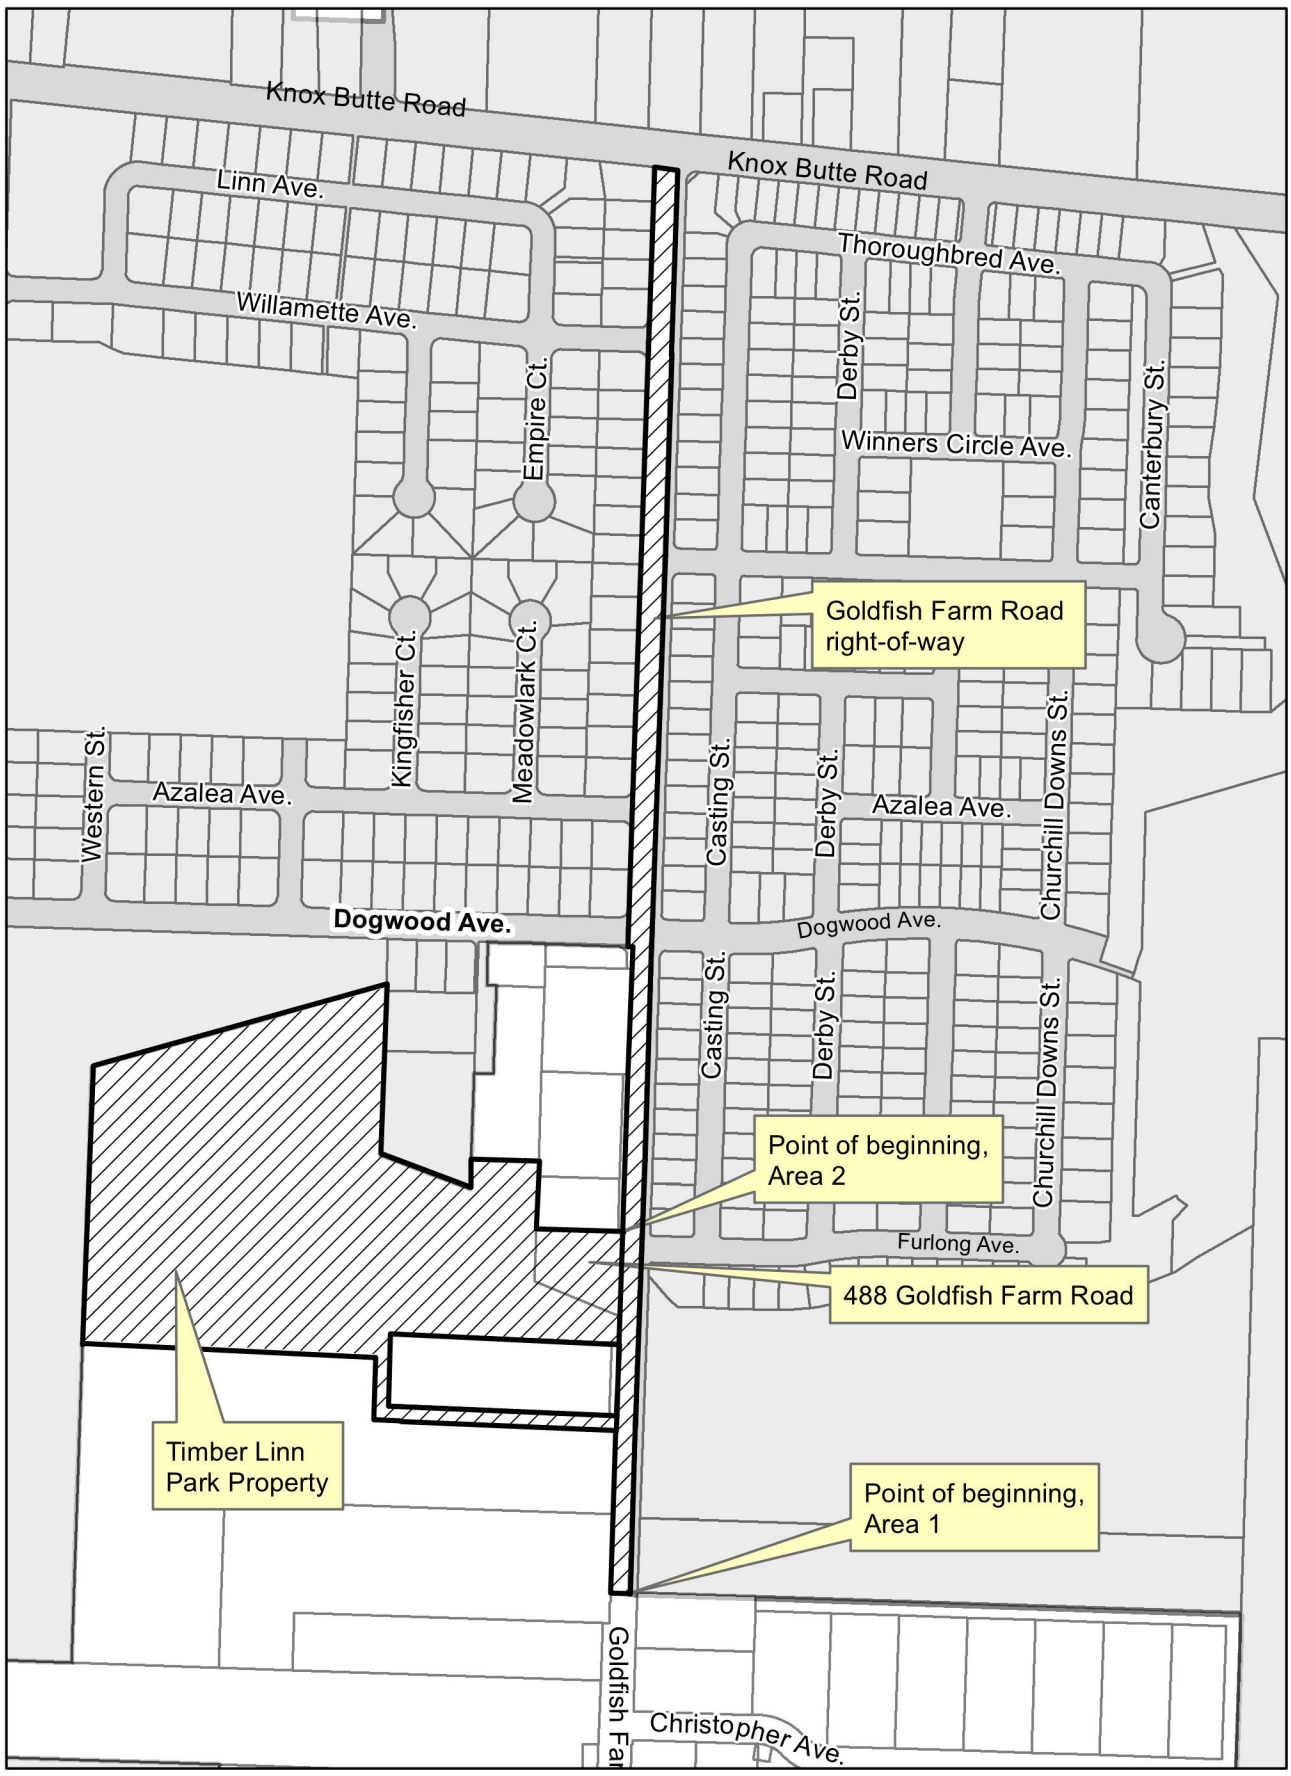 Knox Butte Road
Knox Butte Road
Linn Ave.
Thoroughbred Ave.
Willamette Ave.
Derby St.
Empire Ct.
Canterbury St.
Winners Circle Ave.
Goldfish Farm Road
right-of-way
Kingfisher Ct.
Meadowlark Ct.
Western St.
Azalea Ave.
Casting St.
Derby St.
Azalea Ave.
Churchill Downs St.
Dogwood Ave.
Dogwood Ave.
Casting St.
Derby St.
Churchill Downs St.
Point of beginning,
Area 2
Furlong Ave.
488 Goldfish Farm Road
Timber Linn
Park Property
Point of beginning,
Area 1
Goldfish Far
Christopher Ave.